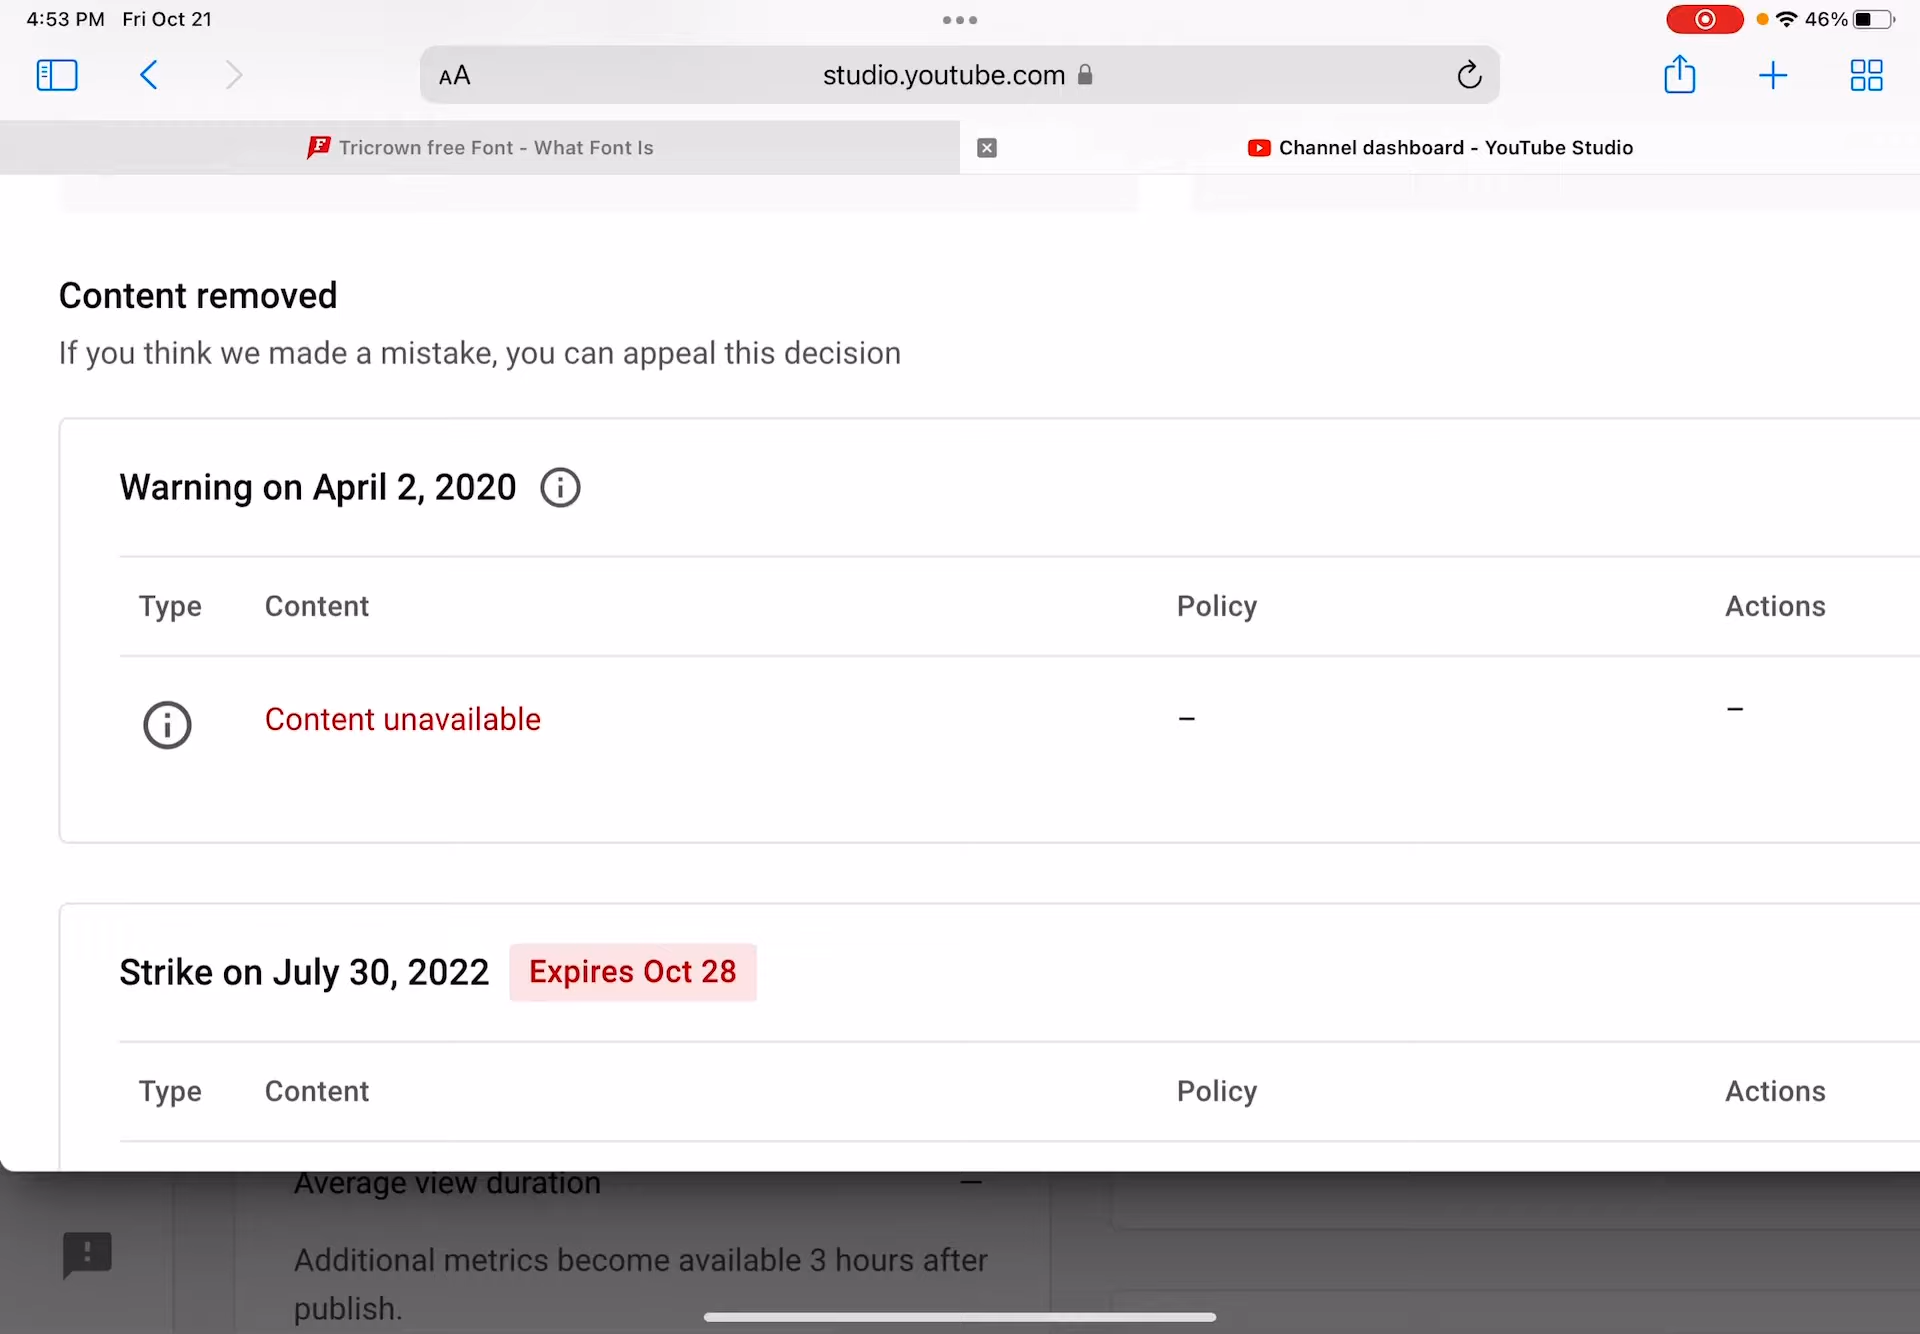 4:53 PM Fri Oct 21
46%
AA studio.youtube.com
Tricrown free Font - What Font Is
Channel dashboard - YouTube Studio
Content removed
If you think we made a mistake, you can appeal this decision
Warning on April 2, 2020
Type Content Policy Actions
Content unavailable – –
Strike on July 30, 2022 Expires Oct 28
Type Content Policy Actions
Average view duration —
Additional metrics become available 3 hours after
publish.